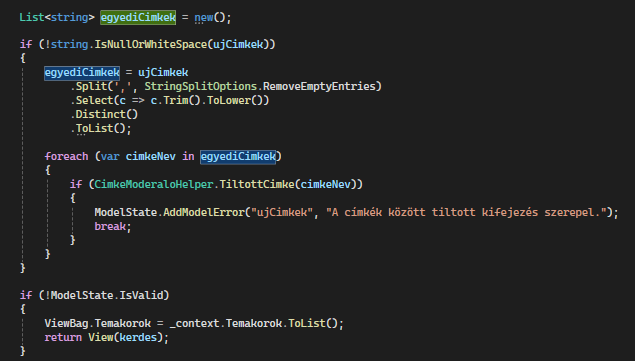 List<string> egyediCimkek = new();
if (!string.IsNullOrWhiteSpace(ujCimkek))
{
egyediCimkek = ujCimkek
.Split(',', StringSplitOptions.RemoveEmptyEntries)
.Select(c => c.Trim().ToLower())
.Distinct()
.ToList();
foreach (var cimkeNev in egyediCimkek)
{
if (CimkeModeraloHelper.TiltottCimke(cimkeNev))
{
ModelState.AddModelError("ujCimkek", "A címkék között tiltott kifejezés szerepel.");
break;
}
}
}
if (!ModelState.IsValid)
{
ViewBag.Temakorok = _context.Temakorok.ToList();
return View(kerdes);
}